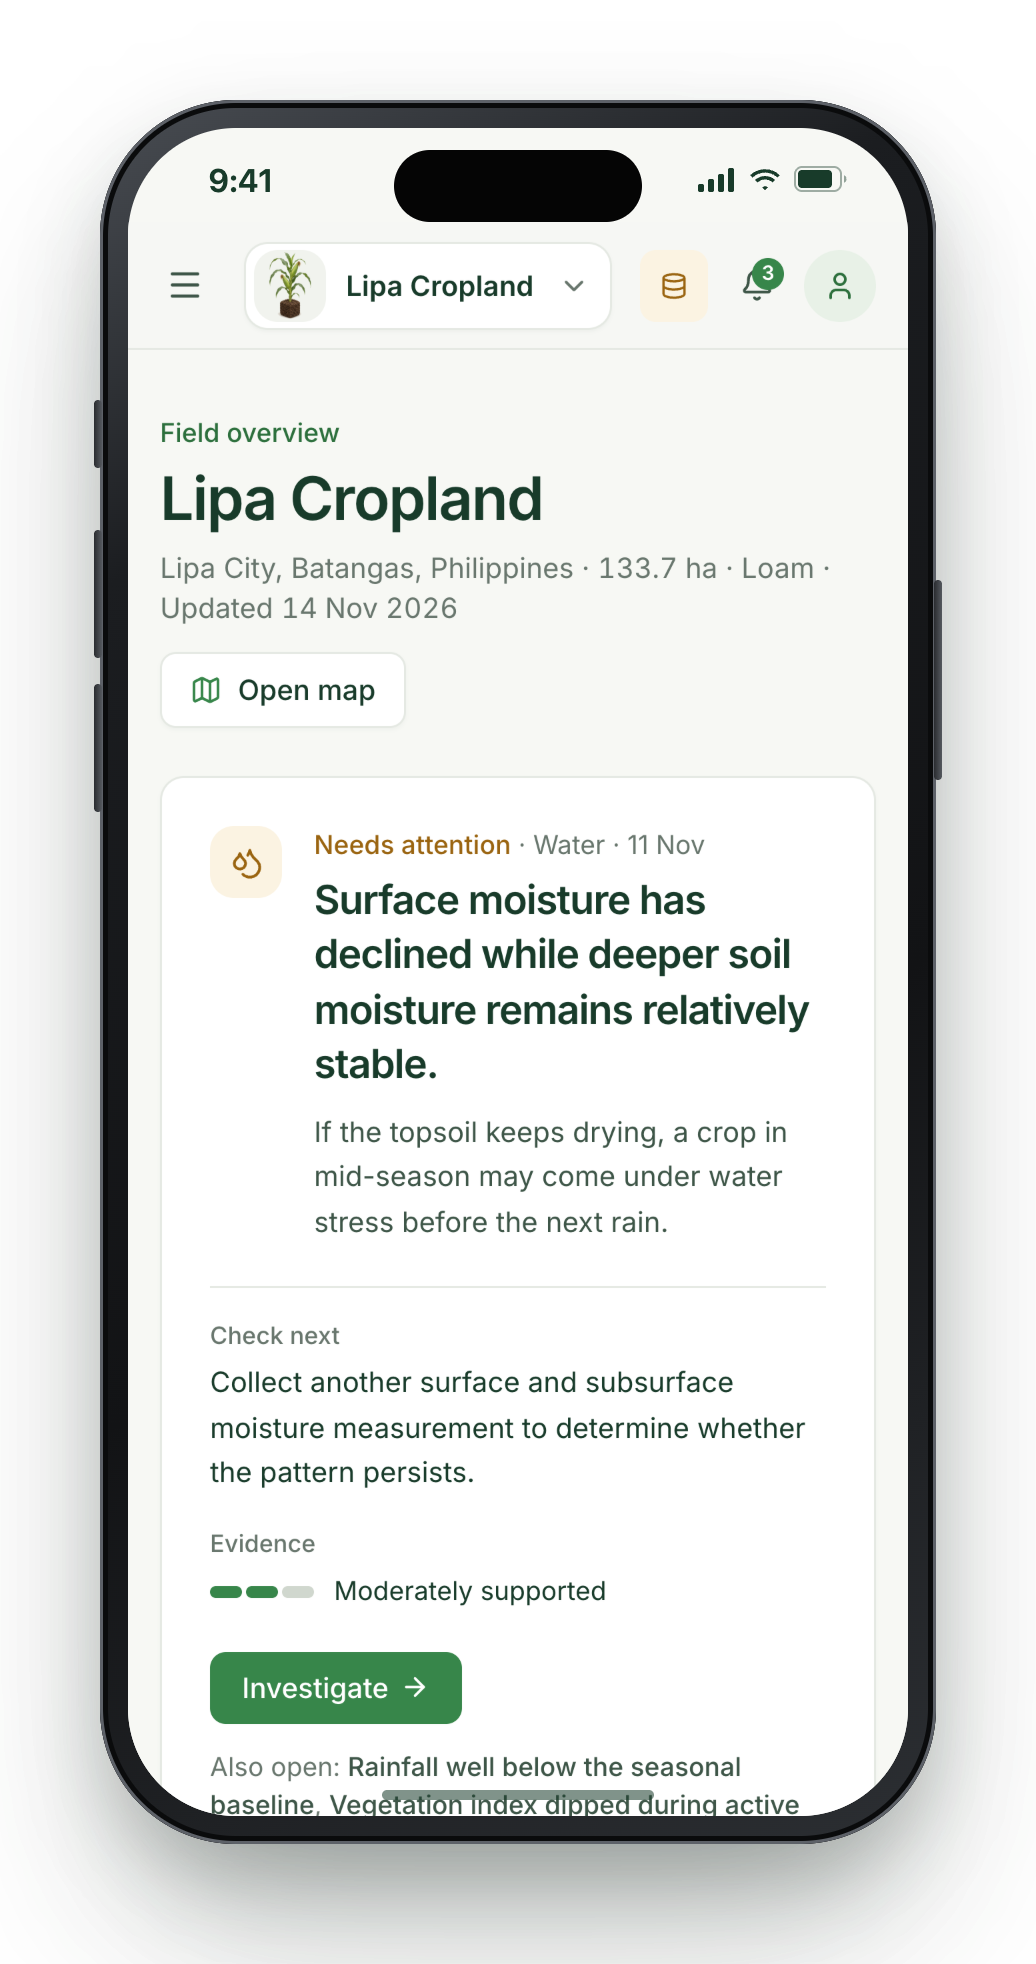 9:41
Lipa Cropland
3
Field overview
Lipa Cropland
Lipa City, Batangas, Philippines · 133.7 ha · Loam ·
Updated 14 Nov 2026
Open map
Needs attention · Water · 11 Nov
Surface moisture has
declined while deeper soil
moisture remains relatively
stable.
If the topsoil keeps drying, a crop in
mid-season may come under water
stress before the next rain.
Check next
Collect another surface and subsurface
moisture measurement to determine whether
the pattern persists.
Evidence
Moderately supported
Investigate →
Also open: Rainfall well below the seasonal
baseline, Vegetation index dipped during active